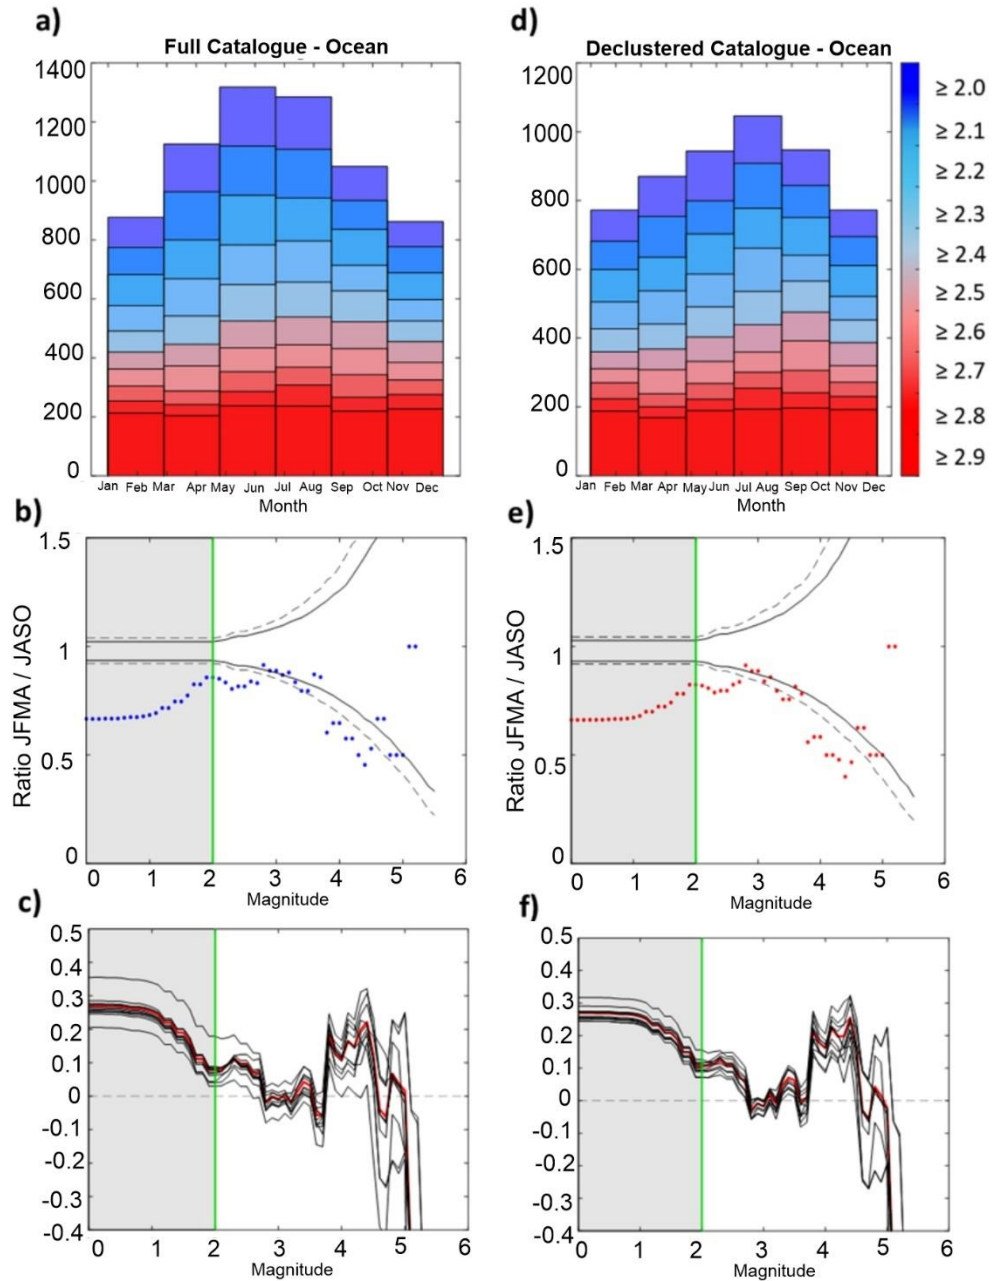 a)
Full Catalogue - Ocean
1400
1200
1000
800
600
400
200
0
Jan Feb Mar Apr May Jun Jul Aug Sep Oct Nov Dec
Month
d)
Declustered Catalogue - Ocean
1200
1000
800
600
400
200
0
Jan Feb Mar Apr May Jun Jul Aug Sep Oct Nov Dec
Month
≥ 2.0
≥ 2.1
≥ 2.2
≥ 2.3
≥ 2.4
≥ 2.5
≥ 2.6
≥ 2.7
≥ 2.8
≥ 2.9
b)
Ratio JFMA / JASO
1.5
1
0.5
0
0 1 2 3 4 5 6
Magnitude
e)
Ratio JFMA / JASO
1.5
1
0.5
0
0 1 2 3 4 5 6
Magnitude
c)
0.5
0.4
0.3
0.2
0.1
0
-0.1
-0.2
-0.3
-0.4
0 1 2 3 4 5 6
Magnitude
f)
0.5
0.4
0.3
0.2
0.1
0
-0.1
-0.2
-0.3
-0.4
0 1 2 3 4 5 6
Magnitude